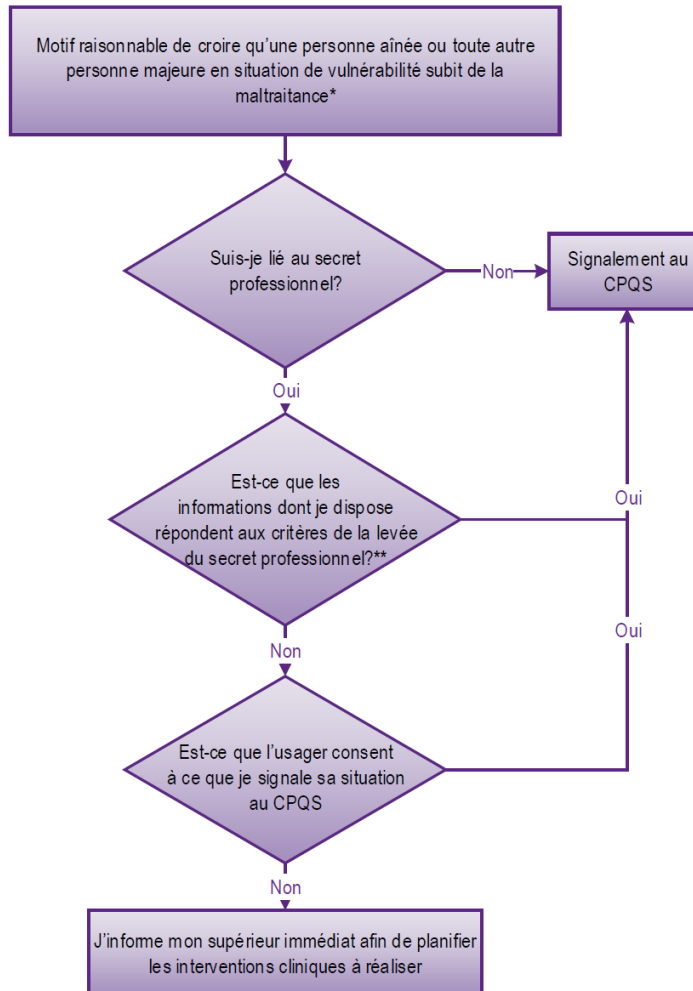 Motif raisonnable de croire qu'une personne aînée ou toute autre
personne majeure en situation de vulnérabilité subit de la
maltraitance*
Suis-je lié au secret
professionnel?
Non
Signalement au
CPQS
Oui
Est-ce que les
informations dont je dispose
répondent aux critères de la levée
du secret professionnel?**
Oui
Non
Est-ce que l'usager consent
à ce que je signale sa situation
au CPQS
Oui
Non
J'informe mon supérieur immédiat afin de planifier
les interventions cliniques à réaliser